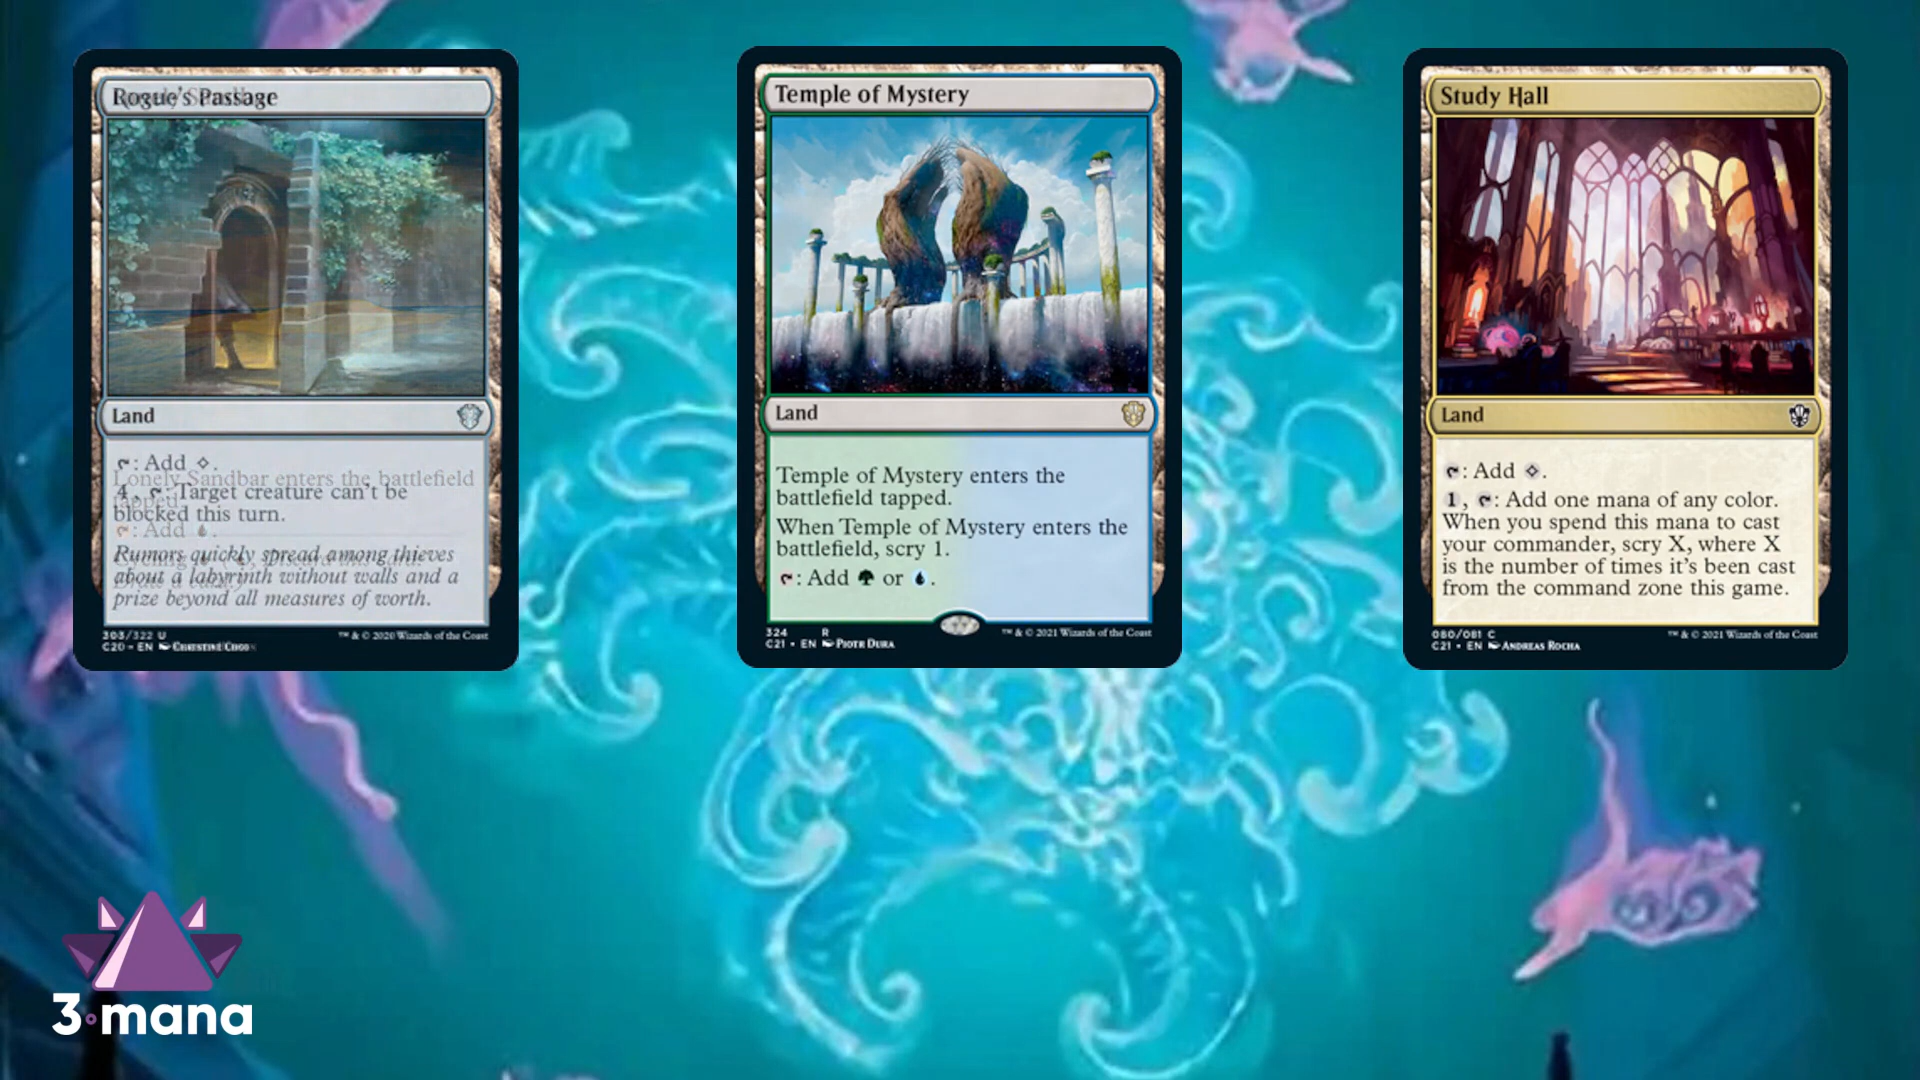 Rogue's Passage
Land
: Add .
Lonely Sandbar enters the battlefield
tapped.
4, : Target creature can't be
blocked this turn.
: Add .
Rumors quickly spread among thieves
about a labyrinth without walls and a
prize beyond all measures of worth.
303/322 U
C20 • EN
™ & © 2020 Wizards of the Coast
Temple of Mystery
Land
Temple of Mystery enters the
battlefield tapped.
When Temple of Mystery enters the
battlefield, scry 1.
: Add or .
324 R
C21 • EN Piotr Dura
™ & © 2021 Wizards of the Coast
Study Hall
Land
: Add .
1, : Add one mana of any color.
When you spend this mana to cast
your commander, scry X, where X
is the number of times it's been cast
from the command zone this game.
080/081 C
C21 • EN Andreas Rocha
™ & © 2021 Wizards of the Coast
3•mana